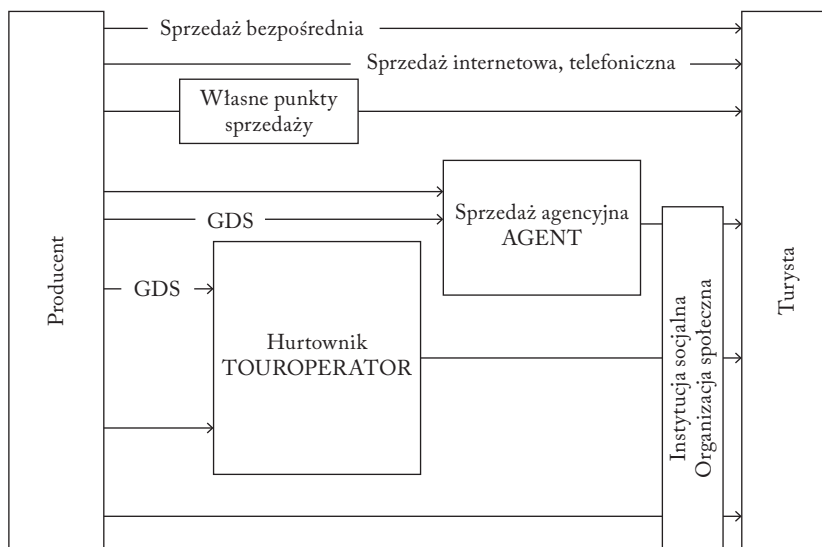 Producent
Sprzedaż bezpośrednia
Sprzedaż internetowa, telefoniczna
Własne punkty
sprzedaży
Sprzedaż agencyjna
AGENT
GDS
GDS
Hurtownik
TOUROPERATOR
Instytucja socjalna
Organizacja społeczna
Turysta